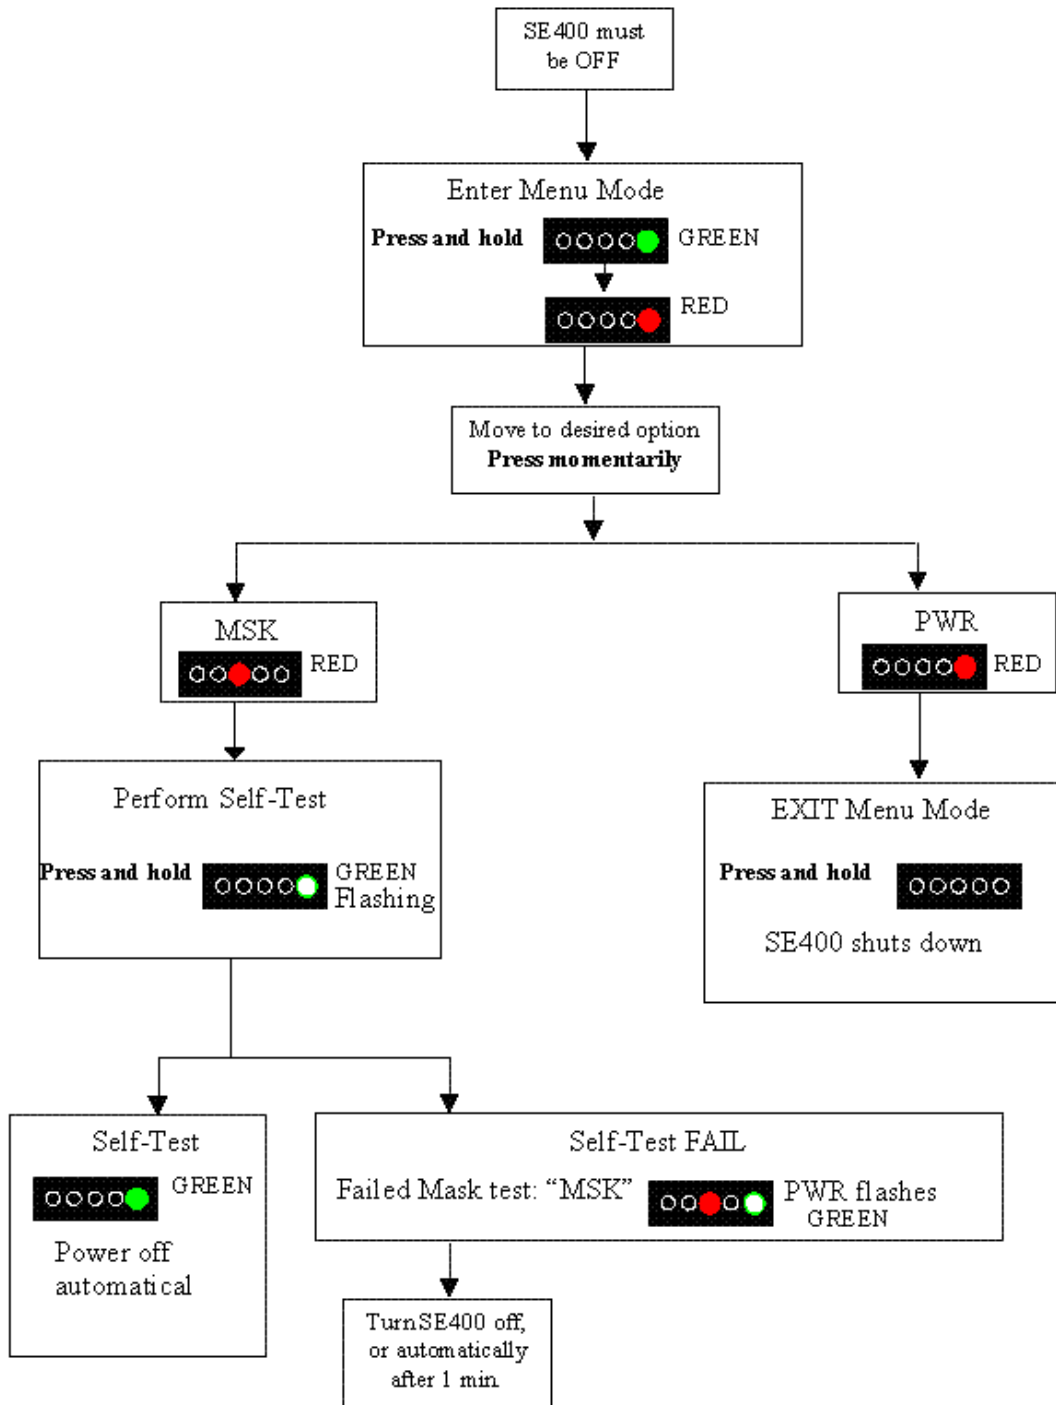 SE400 must
be OFF
Enter Menu Mode
Press and hold
GREEN
RED
Move to desired option
Press momentarily
MSK
RED
PWR
RED
Perform Self-Test
Press and hold
GREEN
Flashing
EXIT Menu Mode
Press and hold
SE400 shuts down
Self-Test
GREEN
Power off
automatical
Self-Test FAIL
Failed Mask test: “MSK”
PWR flashes
GREEN
Turn SE400 off,
or automatically
after 1 min.